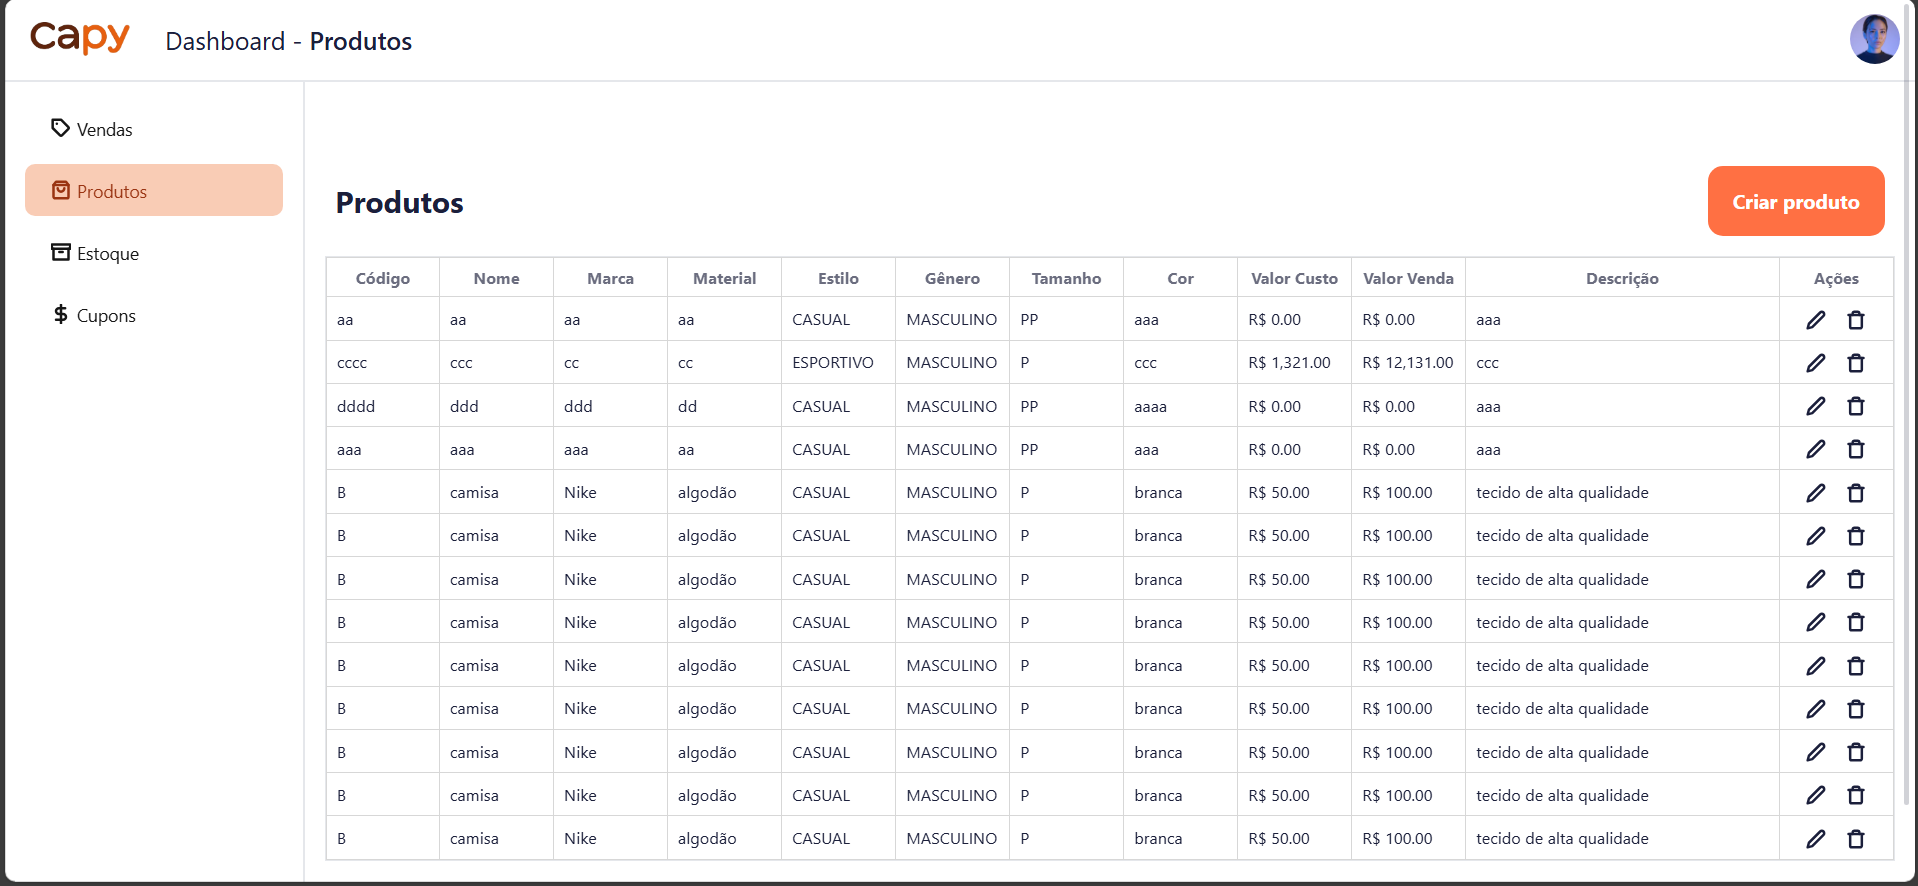 Capy
Dashboard - Produtos
Vendas
Produtos
Estoque
Cupons
Produtos
Criar produto
Código Nome Marca Material Estilo Gênero Tamanho Cor Valor Custo Valor Venda Descrição Ações
aa aa aa aa CASUAL MASCULINO PP aaa R$ 0.00 R$ 0.00 aaa
cccc ccc cc cc ESPORTIVO MASCULINO P ccc R$ 1,321.00 R$ 12,131.00 ccc
dddd ddd ddd dd CASUAL MASCULINO PP aaaa R$ 0.00 R$ 0.00 aaa
aaa aaa aaa aa CASUAL MASCULINO PP aaa R$ 0.00 R$ 0.00 aaa
B camisa Nike algodão CASUAL MASCULINO P branca R$ 50.00 R$ 100.00 tecido de alta qualidade
B camisa Nike algodão CASUAL MASCULINO P branca R$ 50.00 R$ 100.00 tecido de alta qualidade
B camisa Nike algodão CASUAL MASCULINO P branca R$ 50.00 R$ 100.00 tecido de alta qualidade
B camisa Nike algodão CASUAL MASCULINO P branca R$ 50.00 R$ 100.00 tecido de alta qualidade
B camisa Nike algodão CASUAL MASCULINO P branca R$ 50.00 R$ 100.00 tecido de alta qualidade
B camisa Nike algodão CASUAL MASCULINO P branca R$ 50.00 R$ 100.00 tecido de alta qualidade
B camisa Nike algodão CASUAL MASCULINO P branca R$ 50.00 R$ 100.00 tecido de alta qualidade
B camisa Nike algodão CASUAL MASCULINO P branca R$ 50.00 R$ 100.00 tecido de alta qualidade
B camisa Nike algodão CASUAL MASCULINO P branca R$ 50.00 R$ 100.00 tecido de alta qualidade